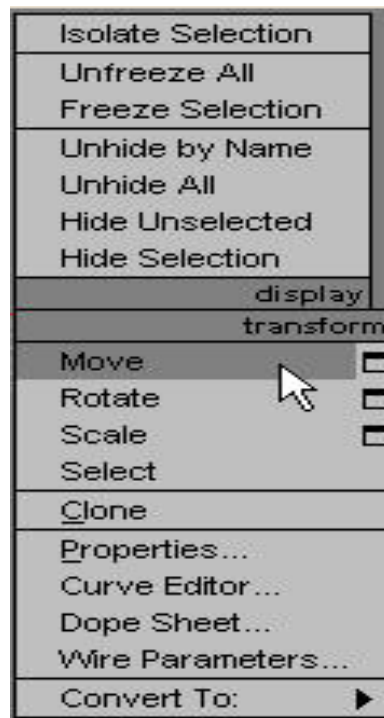 Isolate Selection
Unfreeze All
Freeze Selection
Unhide by Name
Unhide All
Hide Unselected
Hide Selection
display
transform
Move
Rotate
Scale
Select
Clone
Properties...
Curve Editor...
Dope Sheet...
Wire Parameters...
Convert To: